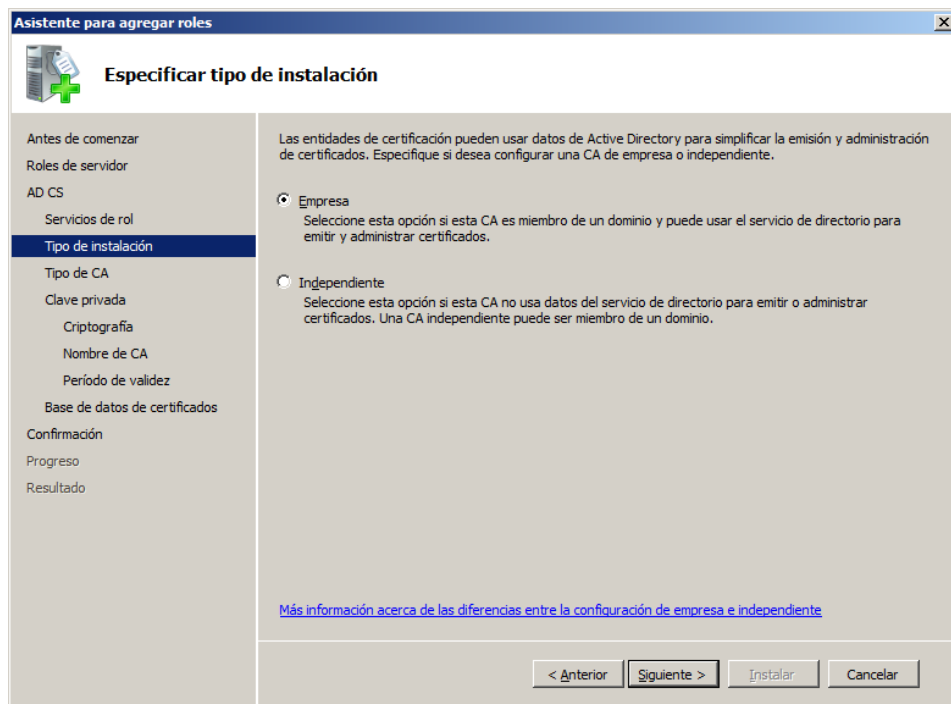 Asistente para agregar roles
Especificar tipo de instalación
Antes de comenzar
Roles de servidor
AD CS
Servicios de rol
Tipo de instalación
Tipo de CA
Clave privada
Criptografía
Nombre de CA
Período de validez
Base de datos de certificados
Confirmación
Progreso
Resultado
Las entidades de certificación pueden usar datos de Active Directory para simplificar la emisión y administración
de certificados. Especifique si desea configurar una CA de empresa o independiente.
Empresa
Seleccione esta opción si esta CA es miembro de un dominio y puede usar el servicio de directorio para
emitir y administrar certificados.
Independiente
Seleccione esta opción si esta CA no usa datos del servicio de directorio para emitir o administrar
certificados. Una CA independiente puede ser miembro de un dominio.
Más información acerca de las diferencias entre la configuración de empresa e independiente
< Anterior
Siguiente >
Instalar
Cancelar